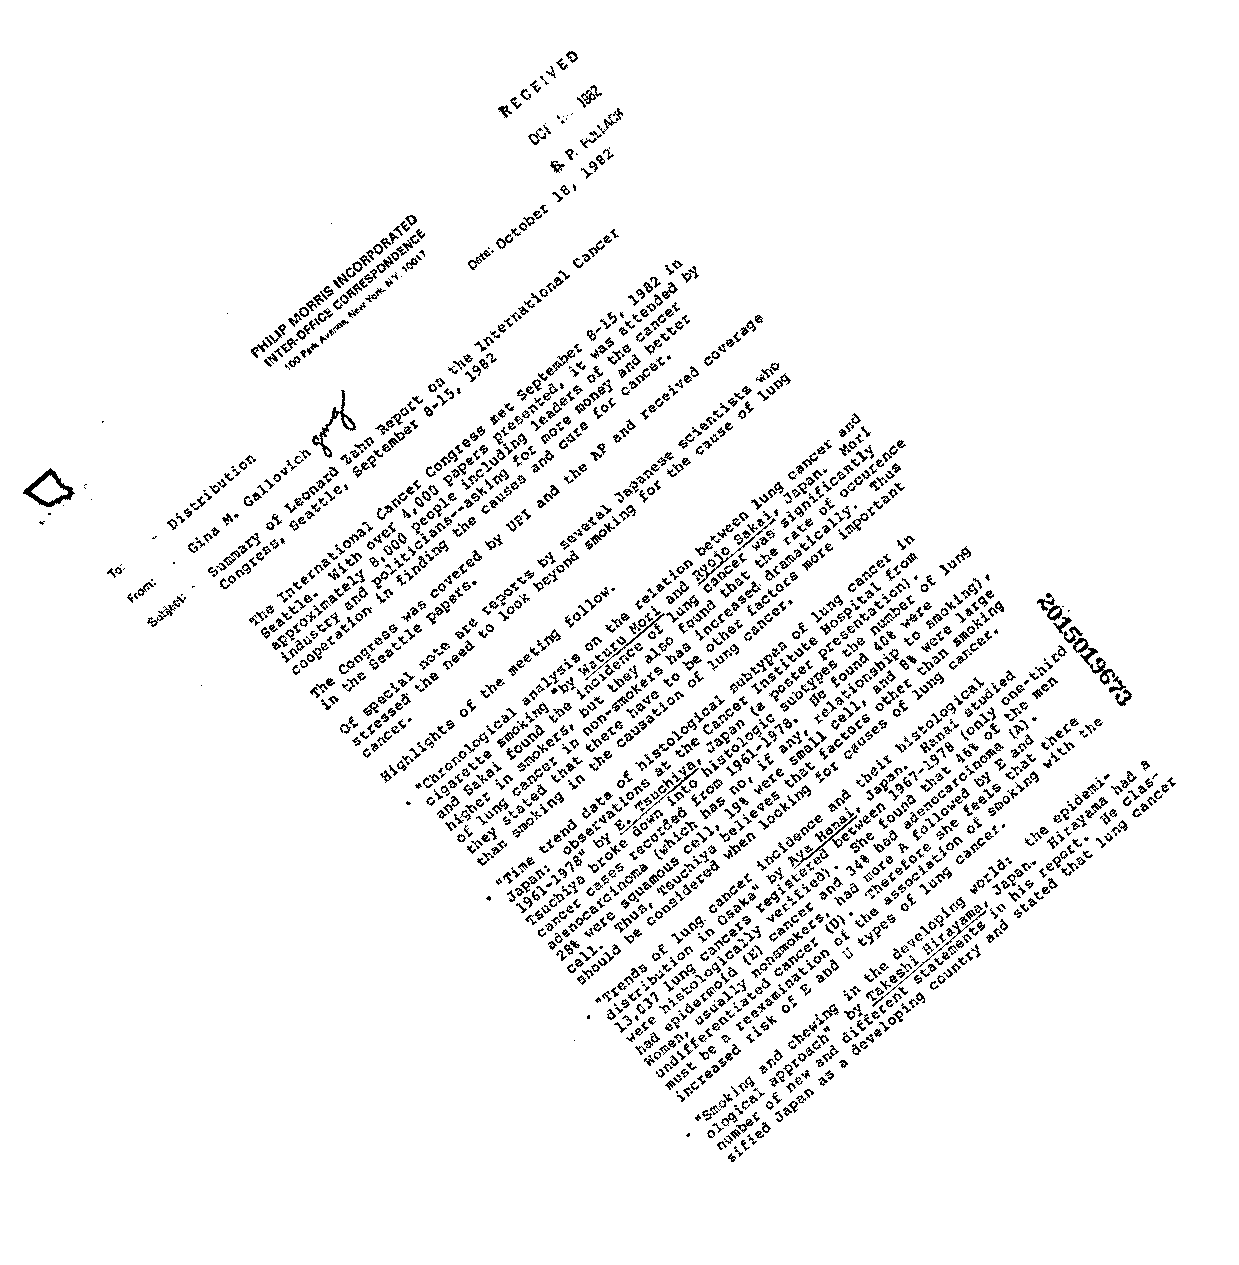 RECEIVED
1982
R. P. POLLACK
PHILIP MORRIS INCORPORATED
INTER-OFFICE CORRESPONDENCE
100 Park Avenue, New York, N.Y. 10017
To: Distribution
Date: October 18, 1982
From: Gina M. Gallovich gmg
Subject: Summary of Leonard Zahn Report on the International Cancer
Congress, Seattle, September 8-15, 1982
The International Cancer Congress met September 8-15, 1982 in
Seattle. With over 4,000 papers presented, it was attended by
approximately 8,000 people including leaders of the cancer
industry and politicians--asking for more money and better
cooperation in finding the causes and cure for cancer.
The Congress was covered by UPI and the AP and received coverage
in the Seattle papers.
Of special note are reports by several Japanese scientists who
stressed the need to look beyond smoking for the cause of lung
cancer.
Highlights of the meeting follow.
• "Chronological analysis on the relation between lung cancer and
cigarette smoking "by Waturu Mori and Ryojo Sakai, Japan. Mori
and Sakai found the incidence of lung cancer was significantly
higher in smokers, but they also found that the rate of occurence
of lung cancer in non-smokers has increased dramatically. Thus
they stated that there have to be other factors more important
than smoking in the causation of lung cancer.
• "Time trend data of histological subtypes of lung cancer in
Japan: observations at the Cancer Institute Hospital from
1961-1978" by E. Tsuchiya, Japan (a poster presentation).
Tsuchiya broke down into histologic subtypes the number of lung
cancer cases recorded from 1961-1978. He found 40% were
adenocarcinoma (which has no, if any, relationship to smoking),
28% were squamous cell, 19% were small cell, and 8% were large
cell. Thus, Tsuchiya believes that factors other than smoking
should be considered when looking for causes of lung cancer.
• "Trends of lung cancer incidence and their histological
distribution in Osaka" by Aya Hanai, Japan. Hanai studied
13,037 lung cancers registered between 1967-1978 (only one-third
were histologically verified). She found that 46% of the men
had epidermoid (E) cancer and 34% had adenocarcinoma (A).
Women, usually nonsmokers, had more A followed by E and
undifferentiated cancer (U). Therefore she feels that there
must be a reexamination of the association of smoking with the
increased risk of E and U types of lung cancer.
• "Smoking and chewing in the developing world: the epidemi-
ological approach" by Takeshi Hirayama, Japan. Hirayama had a
number of new and different statements in his report. He clas-
sified Japan as a developing country and stated that lung cancer
2015019673